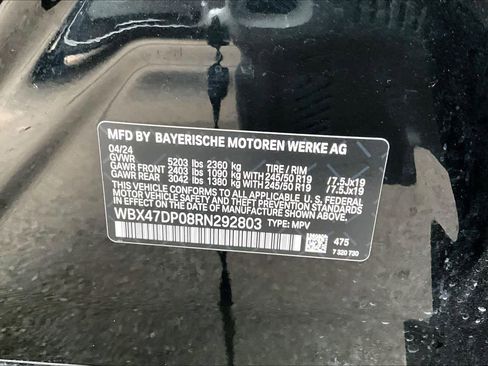 MFD BY BAYERISCHE MOTOREN WERKE AG
04/24
GVWR 5203 lbs 2360 kg TIRE / RIM
GAWR FRONT 2403 lbs 1090 kg WITH 245/50 R19 /7.5Jx19
GAWR REAR 3042 lbs 1380 kg WITH 245/50 R19 /7.5Jx19
THIS VEHICLE CONFORMS TO ALL APPLICABLE
U. S. FEDERAL MOTOR VEHICLE SAFETY AND
THEFT PREVENTION STANDARDS IN EFFECT
ON THE DATE OF MANUFACTURE SHOWN ABOVE.
WBX47DP08RN292803 TYPE: MPV
475
7 320 730